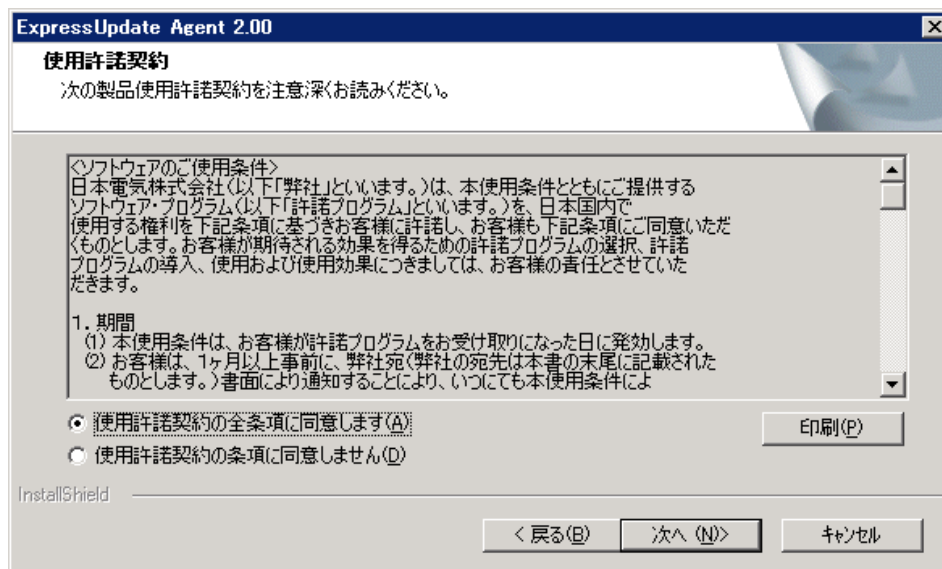 ExpressUpdate Agent 2.00
使用許諾契約
次の製品使用許諾契約を注意深くお読みください。
<ソフトウェアのご使用条件>
日本電気株式会社(以下「弊社」といいます。)は、本使用条件とともにご提供する
ソフトウェア・プログラム(以下「許諾プログラム」といいます。)を、日本国内で
使用する権利を下記条項に基づきお客様に許諾し、お客様も下記条項にご同意いただ
くものとします。お客様が期待される効果を得るための許諾プログラムの選択、許諾
プログラムの導入、使用および使用効果につきましては、お客様の責任とさせていた
だきます。
1. 期間
(1) 本使用条件は、お客様が許諾プログラムをお受け取りになった日に発効します。
(2) お客様は、1ヶ月以上事前に、弊社宛(弊社の宛先は本書の末尾に記載された
ものとします。)書面により通知することにより、いつにても本使用条件によ
使用許諾契約の全条項に同意します(A)
印刷(P)
使用許諾契約の条項に同意しません(D)
InstallShield
< 戻る(B)
次へ (N)>
キャンセル